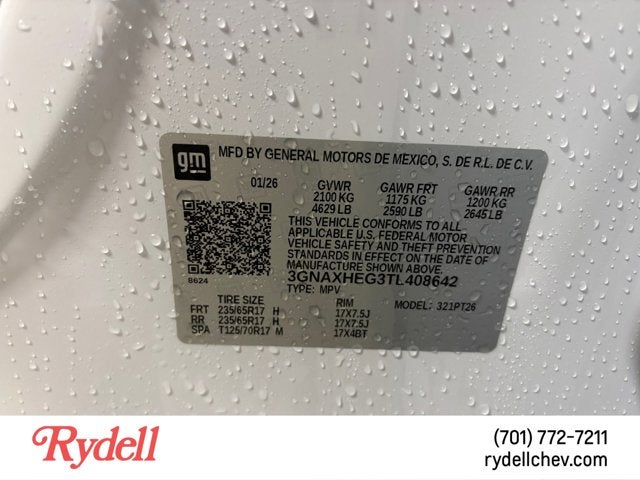 gm MFD BY GENERAL MOTORS DE MEXICO, S. DE R.L. DE C.V.
01/26 GVWR GAWR FRT GAWR RR
2100 KG 1175 KG 1200 KG
4629 LB 2590 LB 2645 LB
THIS VEHICLE CONFORMS TO ALL
APPLICABLE U.S. FEDERAL MOTOR
VEHICLE SAFETY AND THEFT PREVENTION
STANDARDS IN EFFECT ON THE DATE OF
MANUFACTURE SHOWN ABOVE.
8624 3GNAXHEG3TL408642
TYPE: MPV
TIRE SIZE RIM MODEL: 321PT26
FRT 235/65R17 H 17X7.5J
RR 235/65R17 H 17X7.5J
SPA T125/70R17 M 17X4BT
Rydell
(701) 772-7211
rydellchev.com